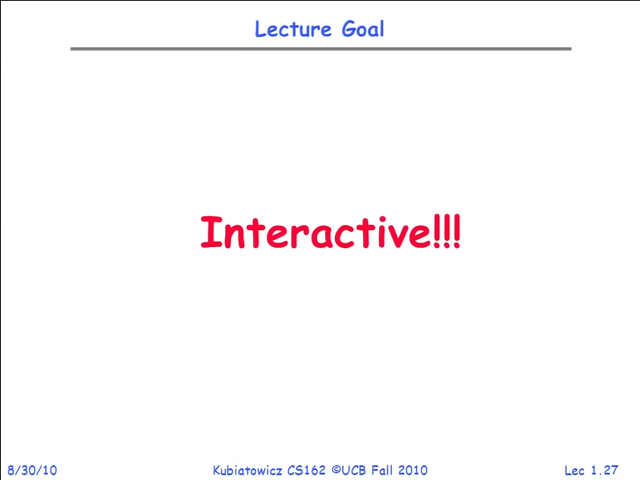 Lecture Goal
Interactive!!!
8/30/10 Kubiatowicz CS162 ©UCB Fall 2010 Lec 1.27